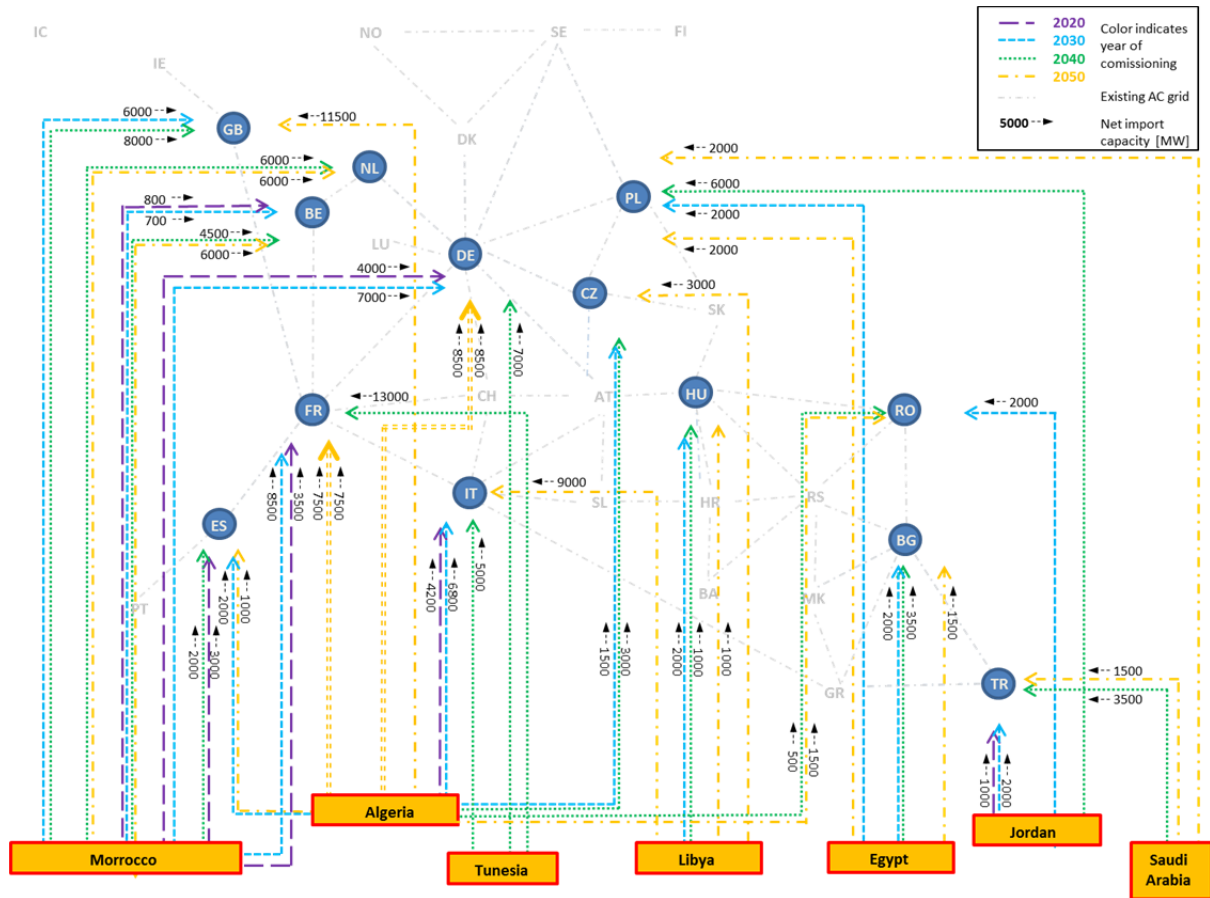 IC
NO
SE
FI
2020
2030
2040
2050
Color indicates
year of
comissioning
Existing AC grid
5000
Net import
capacity [MW]
IE
6000
GB
8000
11500
DK
NL
6000
6000
2000
6000
PL
2000
2000
800
BE
700
4500
6000
LU
DE
4000
7000
CZ
3000
SK
8500
8500
7000
13000
CH
AT
HU
FR
RO
2000
8500
3500
7500
7500
IT
9000
SL
HR
RS
ES
BG
5000
4200
6800
2000
1000
PT
2000
3000
BA
MK
1500
3000
2000
1000
1000
2000
3500
1500
GR
TR
1500
3500
500
1500
1000
2000
Algeria
Morrocco
Tunesia
Libya
Egypt
Jordan
Saudi
Arabia